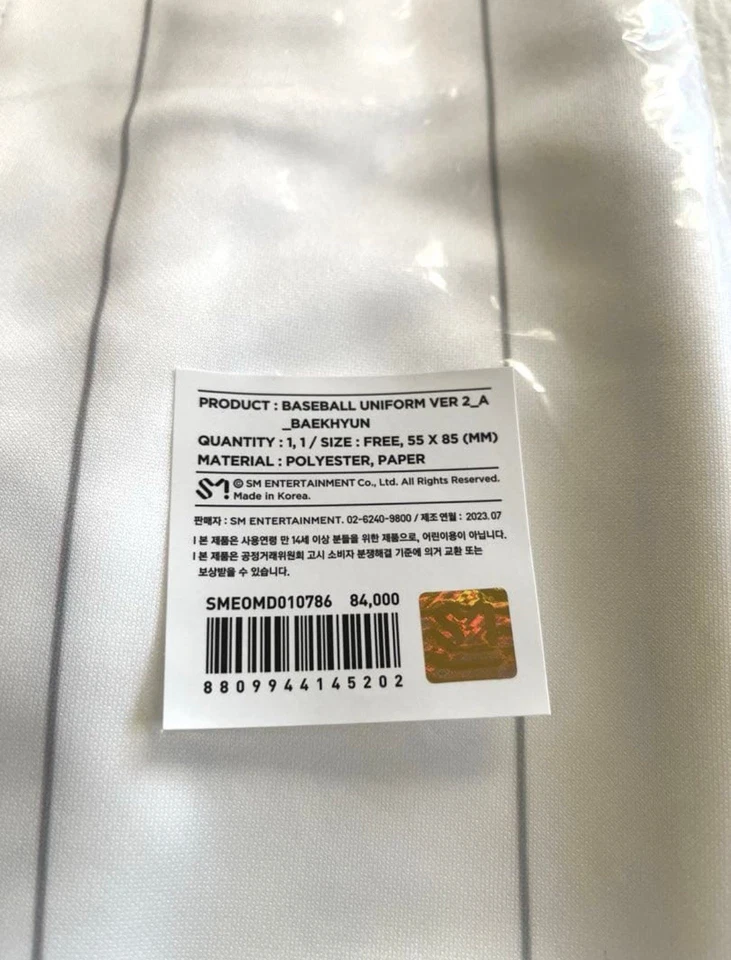 PRODUCT : BASEBALL UNIFORM VER 2_A
_BAEKHYUN
QUANTITY : 1, 1 / SIZE : FREE, 55 X 85 (MM)
MATERIAL : POLYESTER, PAPER
SM © SM ENTERTAINMENT Co., Ltd. All Rights Reserved.
Made in Korea.
판매자 : SM ENTERTAINMENT. 02-6240-9800 / 제조연월 : 2023.07
I 본 제품은 사용연령 만 14세 이상 분들을 위한 제품으로, 어린이용이 아닙니다.
I 본 제품은 공정거래위원회 고시 소비자 분쟁해결 기준에 의거 교환 또는
보상받을 수 있습니다.
SMEOMD010786 84,000
8809944145202
SM